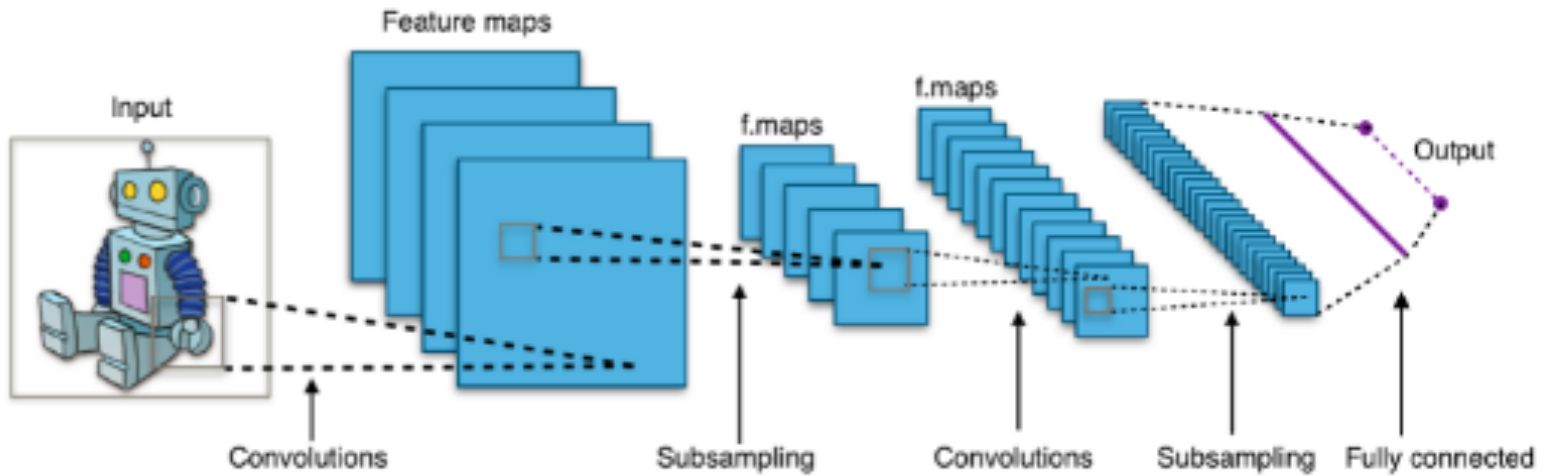 Feature maps
f.maps
Input
f.maps
Output
Convolutions
Subsampling
Convolutions
Subsampling
Fully connected